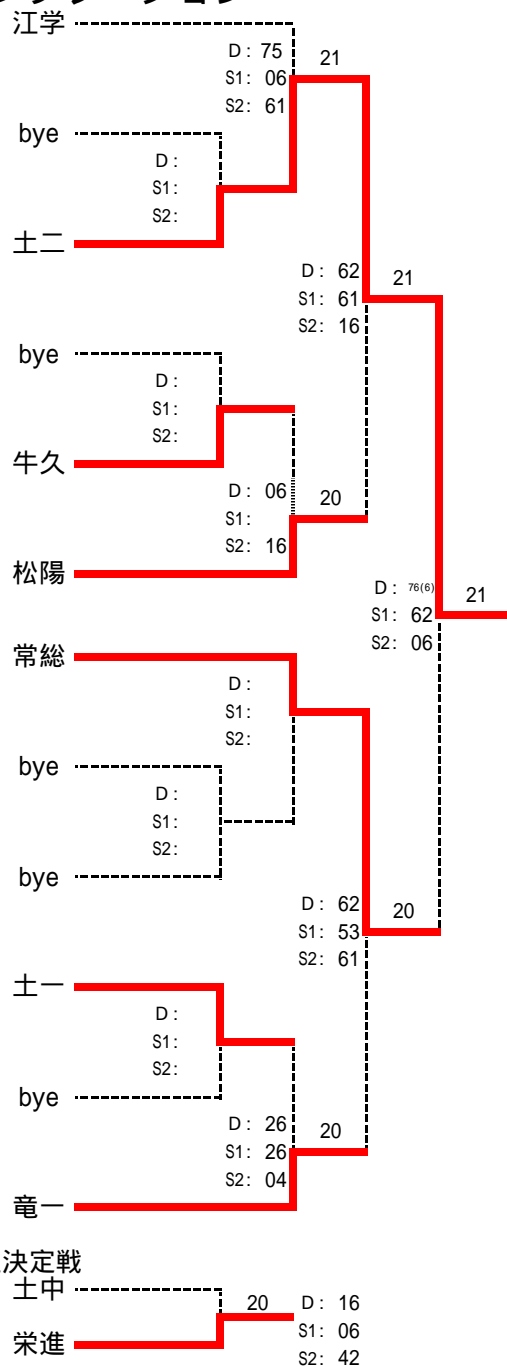 江学
D: 75
S1: 06
S2: 61
21
bye
D:
S1:
S2:
土二
D: 62
S1: 61
S2: 16
21
bye
D:
S1:
S2:
牛久
D: 06
S1:
S2: 16
20
松陽
D: 76(6)
S1: 62
S2: 06
21
常総
D:
S1:
S2:
bye
D:
S1:
S2:
bye
D: 62
S1: 53
S2: 61
20
土一
D:
S1:
S2:
bye
D: 26
S1: 26
S2: 04
20
竜一
決定戦
土中
20
D: 16
S1: 06
S2: 42
栄進